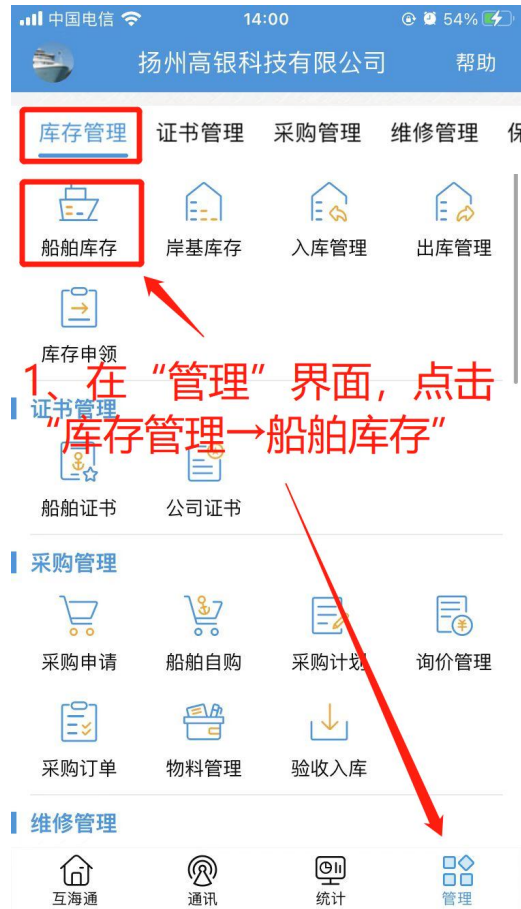 中国电信 14:00 54%
扬州高银科技有限公司 帮助
库存管理 证书管理 采购管理 维修管理 保
船舶库存 岸基库存 入库管理 出库管理
库存申领
1、在“管理”界面，点击
“库存管理→船舶库存”
证书管理
船舶证书 公司证书
采购管理
采购申请 船舶自购 采购计划 询价管理
采购订单 物料管理 验收入库
维修管理
互海通 通讯 统计 管理